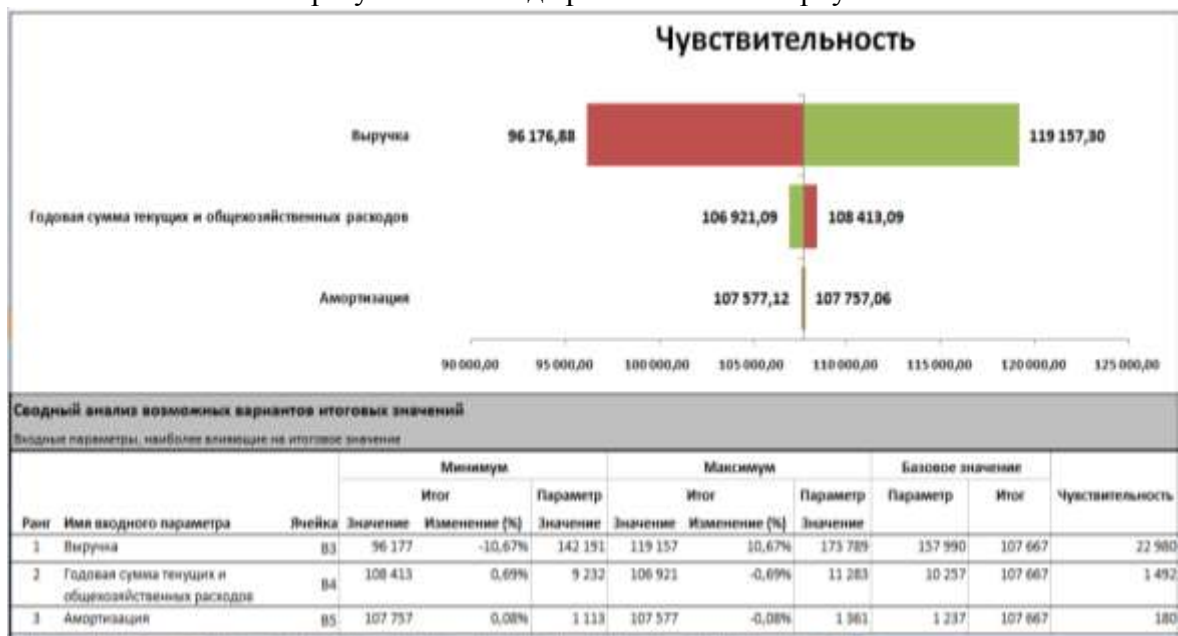 Чувствительность
Выручка 96 176,88 119 157,30
Годовая сумма текущих и общехозяйственных расходов 106 921,09 108 413,09
Амортизация 107 577,12 107 757,06
90 000,00 95 000,00 100 000,00 105 000,00 110 000,00 115 000,00 120 000,00 125 000,00
Сводный анализ возможных вариантов итоговых значений
Входные параметры, наиболее влияющие на итоговое значение
Минимум Максимум Базовое значение
Итог Параметр Итог Параметр Параметр Итог Чувствительность
Ранг Имя входного параметра Ячейка Значение Изменение (%) Значение Значение Изменение (%) Значение
1 Выручка B3 96 177 -10,67% 142 191 119 157 10,67% 173 789 157 990 107 667 22 980
2 Годовая сумма текущих и B4 108 413 0,69% 9 232 106 921 -0,69% 11 283 10 257 107 667 1 492
общехозяйственных расходов
3 Амортизация B5 107 757 0,08% 1 113 107 577 -0,08% 1 361 1 237 107 667 180